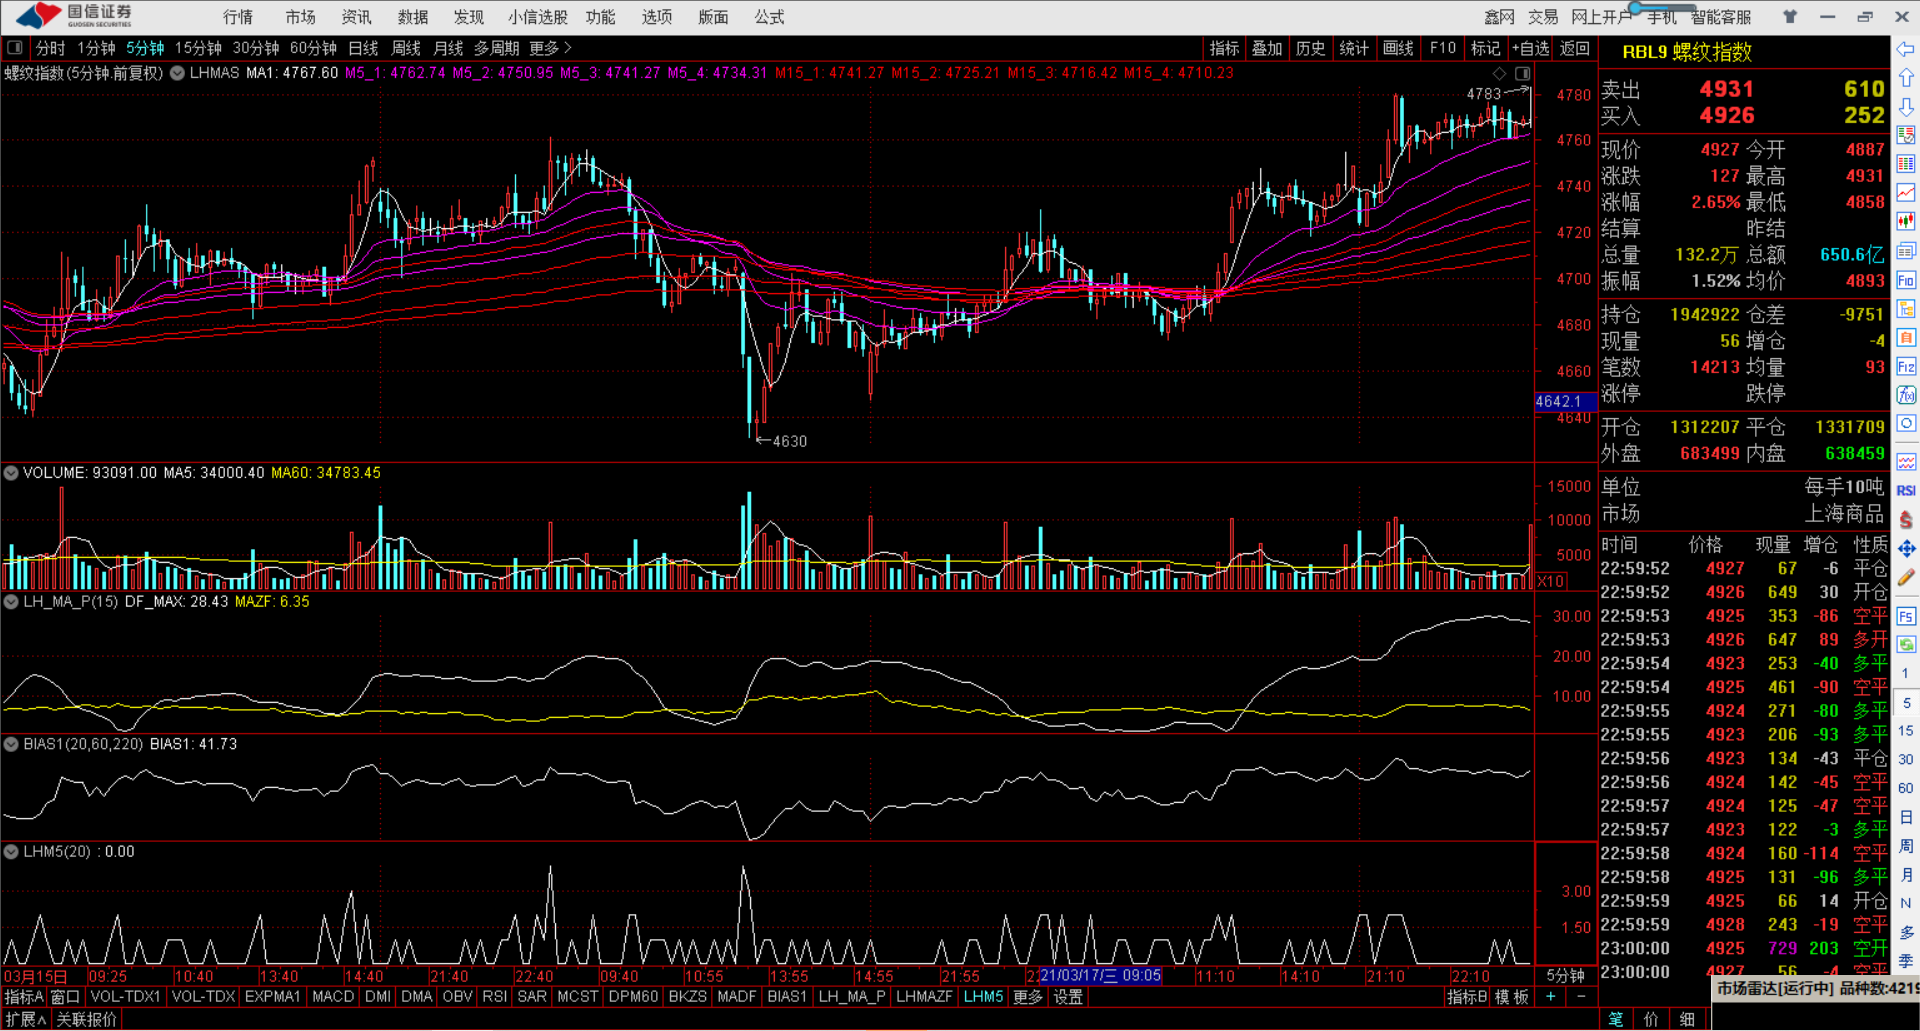 国信证券 行情 市场 资讯 数据 发现 小信选股 功能 选项 版面 公式 鑫网 交易 网上开户 手机 智能客服
GUOSEN SECURITIES
分时 1分钟 5分钟 15分钟 30分钟 60分钟 日线 周线 月线 多周期 更多 指标 叠加 历史 统计 画线 F10 标记 +自选 返回
RBL9 螺纹指数
螺纹指数(5分钟.前复权) LHMAS MA1: 4767.60 M5_1: 4762.74 M5_2: 4750.95 M5_3: 4741.27 M5_4: 4734.31 M15_1: 4741.27 M15_2: 4725.21 M15_3: 4716.42 M15_4: 4710.23
4783
4780
4760
4740
4720
4700
4680
4660
4642.1
4640
4630
VOLUME: 93091.00 MA5: 34000.40 MA60: 34783.45
15000
10000
5000
X10
LH_MA_P(15) DF_MAX: 28.43 MAZF: 6.35
30.00
20.00
10.00
BIAS1(20,60,220) BIAS1: 41.73
LHM5(20) : 0.00
3.00
1.50
03月15日 09:25 10:40 13:40 14:40 21:40 22:40 09:40 10:55 13:55 14:55 21:55 21/03/17/三 09:05 11:10 14:10 21:10 22:10 5分钟
指标A 窗口 VOL-TDX1 VOL-TDX EXPMA1 MACD DMI DMA OBV RSI SAR MCST DPM60 BKZS MADF BIAS1 LH_MA_P LHMAZF LHM5 更多 设置 指标B 模板 + −
扩展∧ 关联报价
卖出 4931 610
买入 4926 252
现价 4927 今开 4887
涨跌 127 最高 4931
涨幅 2.65% 最低 4858
结算 昨结
总量 132.2万 总额 650.6亿
振幅 1.52% 均价 4893
持仓 1942922 仓差 -9751
现量 56 增仓 -4
笔数 14213 均量 93
涨停 跌停
开仓 1312207 平仓 1331709
外盘 683499 内盘 638459
单位 每手10吨
市场 上海商品
时间 价格 现量 增仓 性质
22:59:52 4927 67 -6 平仓
22:59:52 4926 649 30 开仓
22:59:53 4925 353 -86 空平
22:59:53 4926 647 89 多开
22:59:54 4923 253 -40 多平
22:59:54 4925 461 -90 空平
22:59:55 4924 271 -80 多平
22:59:55 4923 206 -93 多平
22:59:56 4923 134 -43 平仓
22:59:56 4924 142 -45 空平
22:59:57 4924 125 -47 空平
22:59:57 4923 122 -3 多平
22:59:58 4924 160 -114 空平
22:59:58 4925 131 -96 多平
22:59:59 4925 66 14 开仓
22:59:59 4928 243 -19 空平
23:00:00 4925 729 203 空开
23:00:00 4927 56 -4 空平
市场雷达[运行中] 品种数:4219
笔 价 细
F10
自
F12
f(x)
RSI
F5
1
5
15
30
60
日
周
月
N
多
季